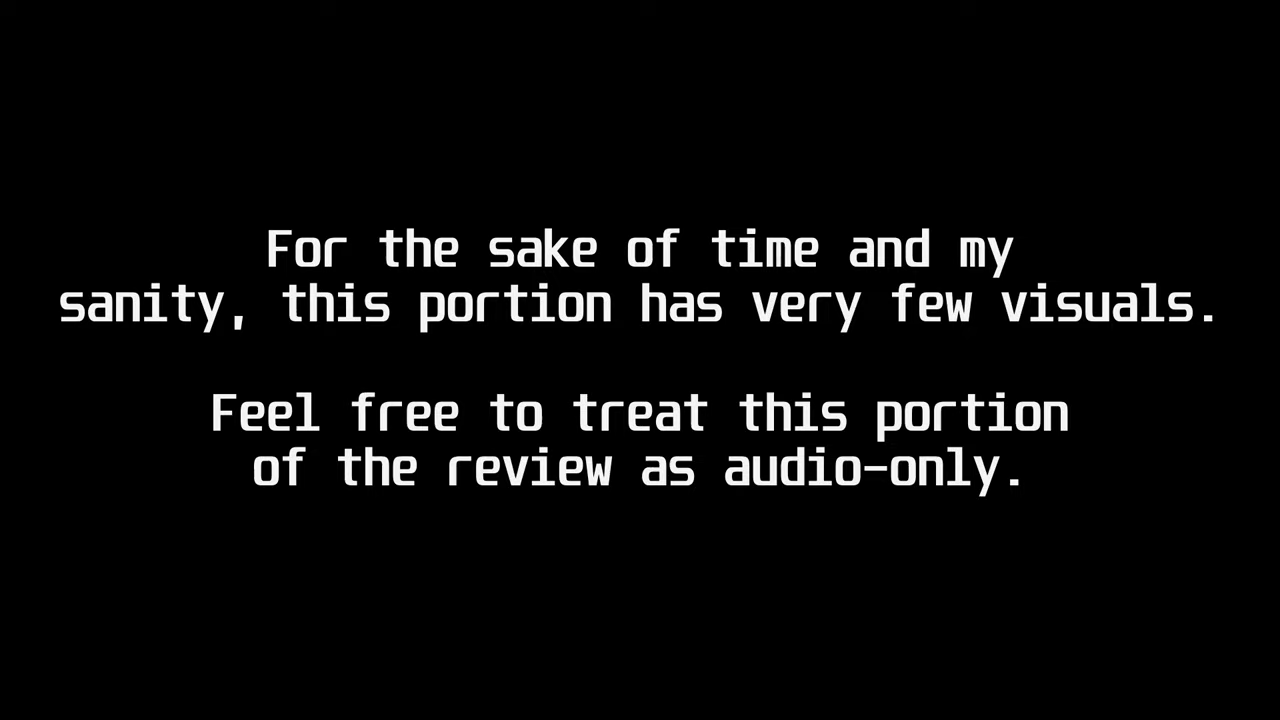 For the sake of time and my
sanity, this portion has very few visuals.
Feel free to treat this portion
of the review as audio-only.